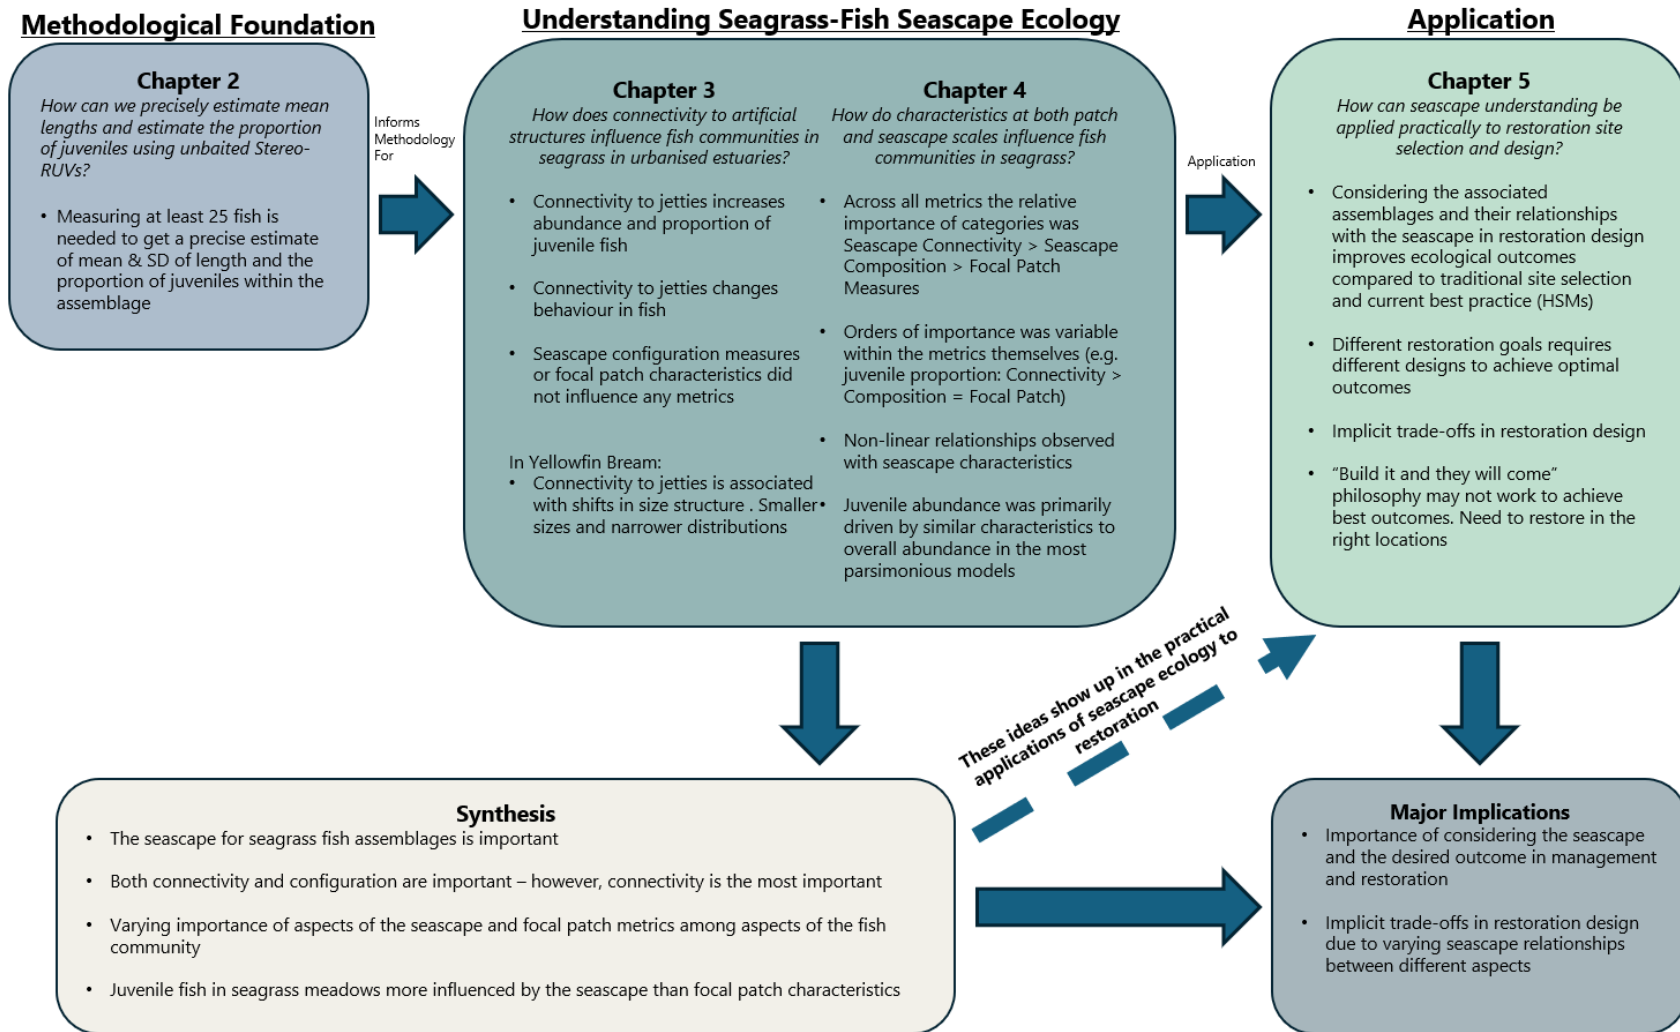 Methodological Foundation
Chapter 2
How can we precisely estimate mean
lengths and estimate the proportion
of juveniles using unbaited Stereo-
RUVs?
• Measuring at least 25 fish is
needed to get a precise estimate
of mean & SD of length and the
proportion of juveniles within the
assemblage
Informs
Methodology
For
Understanding Seagrass-Fish Seascape Ecology
Chapter 3
How does connectivity to artificial
structures influence fish communities in
seagrass in urbanised estuaries?
• Connectivity to jetties increases
abundance and proportion of
juvenile fish
• Connectivity to jetties changes
behaviour in fish
• Seascape configuration measures
or focal patch characteristics did
not influence any metrics
In Yellowfin Bream:
• Connectivity to jetties is associated
with shifts in size structure . Smaller
sizes and narrower distributions
Chapter 4
How do characteristics at both patch
and seascape scales influence fish
communities in seagrass?
• Across all metrics the relative
importance of categories was
Seascape Connectivity > Seascape
Composition > Focal Patch
Measures
• Orders of importance was variable
within the metrics themselves (e.g.
juvenile proportion: Connectivity >
Composition = Focal Patch)
• Non-linear relationships observed
with seascape characteristics
• Juvenile abundance was primarily
driven by similar characteristics to
overall abundance in the most
parsimonious models
Application
Application
Chapter 5
How can seascape understanding be
applied practically to restoration site
selection and design?
• Considering the associated
assemblages and their relationships
with the seascape in restoration design
improves ecological outcomes
compared to traditional site selection
and current best practice (HSMs)
• Different restoration goals requires
different designs to achieve optimal
outcomes
• Implicit trade-offs in restoration design
• “Build it and they will come”
philosophy may not work to achieve
best outcomes. Need to restore in the
right locations
These ideas show up in the practical
applications of seascape ecology to
restoration
Synthesis
• The seascape for seagrass fish assemblages is important
• Both connectivity and configuration are important – however, connectivity is the most important
• Varying importance of aspects of the seascape and focal patch metrics among aspects of the fish
community
• Juvenile fish in seagrass meadows more influenced by the seascape than focal patch characteristics
Major Implications
• Importance of considering the seascape
and the desired outcome in management
and restoration
• Implicit trade-offs in restoration design
due to varying seascape relationships
between different aspects